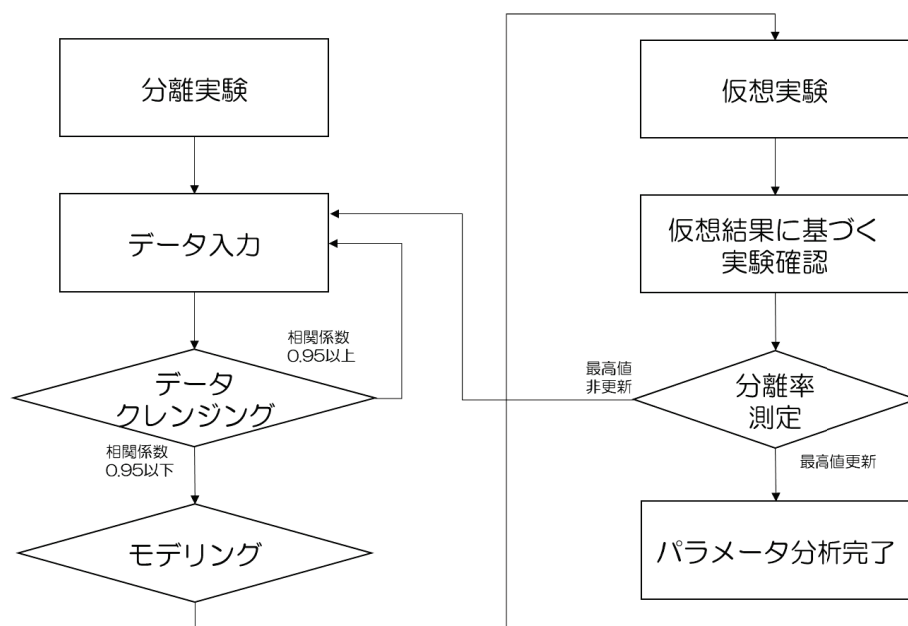 分離実験
データ入力
相関係数
0.95以上
データ
クレンジング
相関係数
0.95以下
モデリング
仮想実験
仮想結果に基づく
実験確認
最高値
非更新
分離率
測定
最高値更新
パラメータ分析完了